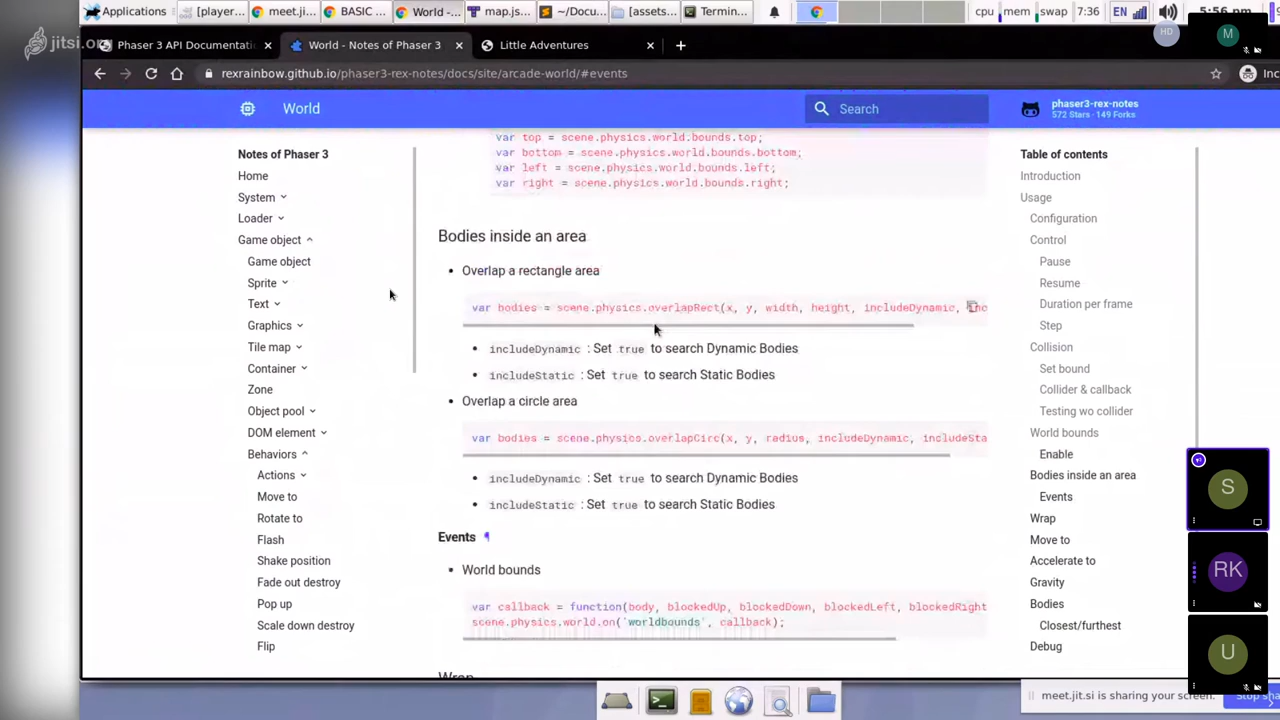 Applications
[player...
meet.ji...
BASIC ...
World -...
map.js...
~/Docu...
[assets...
Termin...
cpu
mem
swap
7:36
EN
5:56 PM
jitsi.org
Phaser 3 API Documentati
World - Notes of Phaser 3
Little Adventures
HD
M
rexrainbow.github.io/phaser3-rex-notes/docs/site/arcade-world/#events
Inc
World
Search
phaser3-rex-notes
572 Stars · 149 Forks
Notes of Phaser 3
Home
System
Loader
Game object
Game object
Sprite
Text
Graphics
Tile map
Container
Zone
Object pool
DOM element
Behaviors
Actions
Move to
Rotate to
Flash
Shake position
Fade out destroy
Pop up
Scale down destroy
Flip
var top = scene.physics.world.bounds.top;
var bottom = scene.physics.world.bounds.bottom;
var left = scene.physics.world.bounds.left;
var right = scene.physics.world.bounds.right;
Bodies inside an area
• Overlap a rectangle area
var bodies = scene.physics.overlapRect(x, y, width, height, includeDynamic, inc
• includeDynamic : Set true to search Dynamic Bodies
• includeStatic : Set true to search Static Bodies
• Overlap a circle area
var bodies = scene.physics.overlapCirc(x, y, radius, includeDynamic, includeSta
• includeDynamic : Set true to search Dynamic Bodies
• includeStatic : Set true to search Static Bodies
Events ¶
• World bounds
var callback = function(body, blockedUp, blockedDown, blockedLeft, blockedRight
scene.physics.world.on('worldbounds', callback);
Wrap
Table of contents
Introduction
Usage
Configuration
Control
Pause
Resume
Duration per frame
Step
Collision
Set bound
Collider & callback
Testing wo collider
World bounds
Enable
Bodies inside an area
Events
Wrap
Move to
Accelerate to
Gravity
Bodies
Closest/furthest
Debug
S
RK
U
meet.jit.si is sharing your screen.
Stop sha